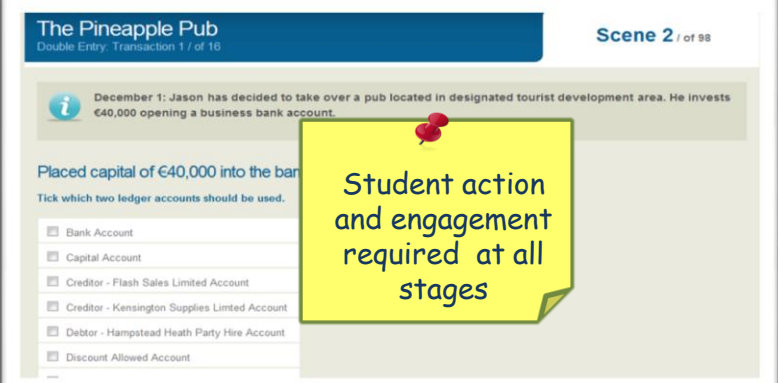 The Pineapple Pub
Double Entry: Transaction 1 / of 16
Scene 2 / of 98
December 1: Jason has decided to take over a pub located in designated tourist development area. He invests
€40,000 opening a business bank account.
Placed capital of €40,000 into the ban
Tick which two ledger accounts should be used.
Bank Account
Capital Account
Creditor - Flash Sales Limited Account
Creditor - Kensington Supplies Limted Account
Debtor - Hampstead Heath Party Hire Account
Discount Allowed Account
Student action
and engagement
required at all
stages